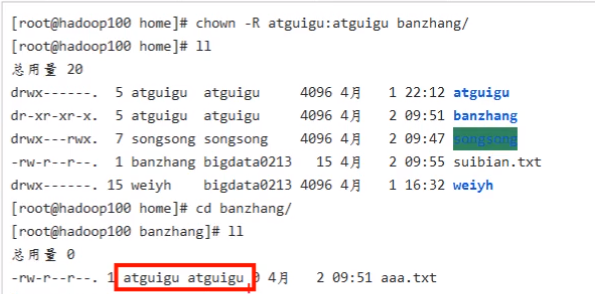 [root@hadoop100 home]# chown -R atguigu:atguigu banzhang/
[root@hadoop100 home]# ll
总用量 20
drwx------. 5 atguigu atguigu 4096 4月 1 22:12 atguigu
dr-xr-xr-x. 5 atguigu atguigu 4096 4月 2 09:51 banzhang
drwx---rwx. 7 songsong songsong 4096 4月 2 09:47 songsong
-rw-r--r--. 1 banzhang bigdata0213 15 4月 2 09:55 suibian.txt
drwx------. 15 weiyh bigdata0213 4096 4月 1 16:32 weiyh
[root@hadoop100 home]# cd banzhang/
[root@hadoop100 banzhang]# ll
总用量 0
-rw-r--r--. 1 atguigu atguigu 0 4月 2 09:51 aaa.txt